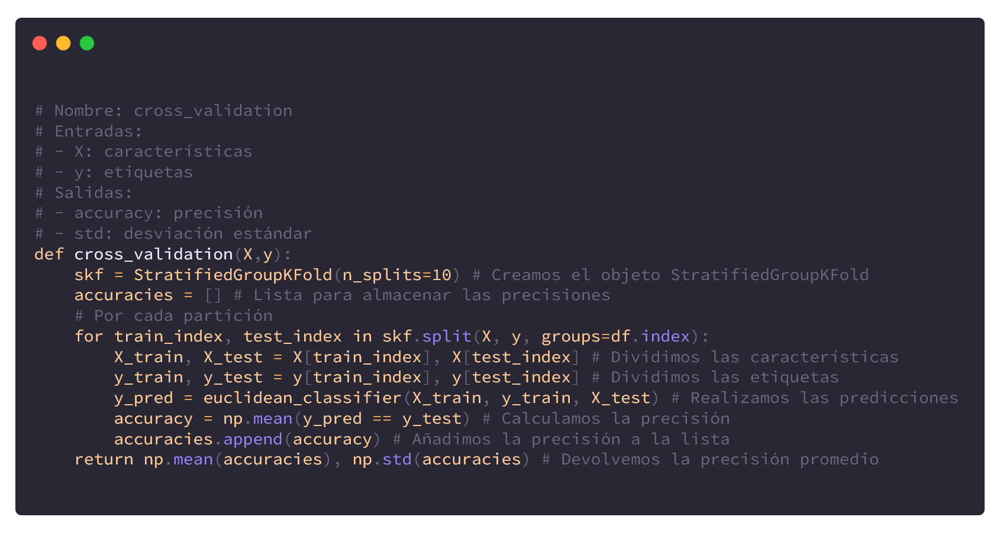 # Nombre: cross_validation
# Entradas:
# - X: características
# - y: etiquetas
# Salidas:
# - accuracy: precisión
# - std: desviación estándar
def cross_validation(X,y):
    skf = StratifiedGroupKFold(n_splits=10) # Creamos el objeto StratifiedGroupKFold
    accuracies = [] # Lista para almacenar las precisiones
    # Por cada partición
    for train_index, test_index in skf.split(X, y, groups=df.index):
        X_train, X_test = X[train_index], X[test_index] # Dividimos las características
        y_train, y_test = y[train_index], y[test_index] # Dividimos las etiquetas
        y_pred = euclidean_classifier(X_train, y_train, X_test) # Realizamos las predicciones
        accuracy = np.mean(y_pred == y_test) # Calculamos la precisión
        accuracies.append(accuracy) # Añadimos la precisión a la lista
    return np.mean(accuracies), np.std(accuracies) # Devolvemos la precisión promedio